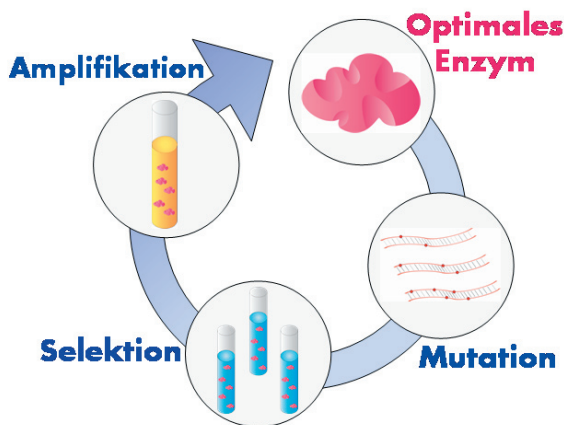 Optimales
Enzym
Amplifikation
Selektion
Mutation